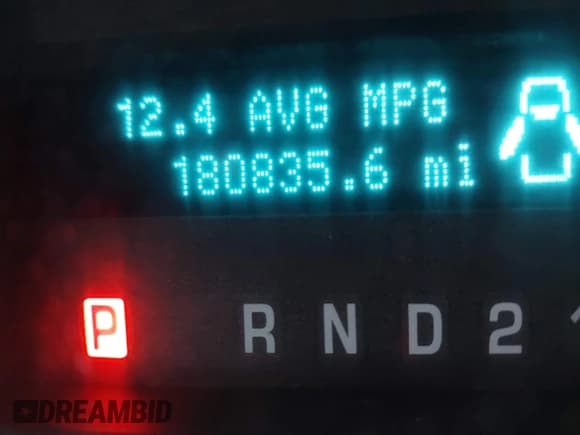 12.4 AVG MPG
180835.6 mi
P R N D 2
DREAMBID